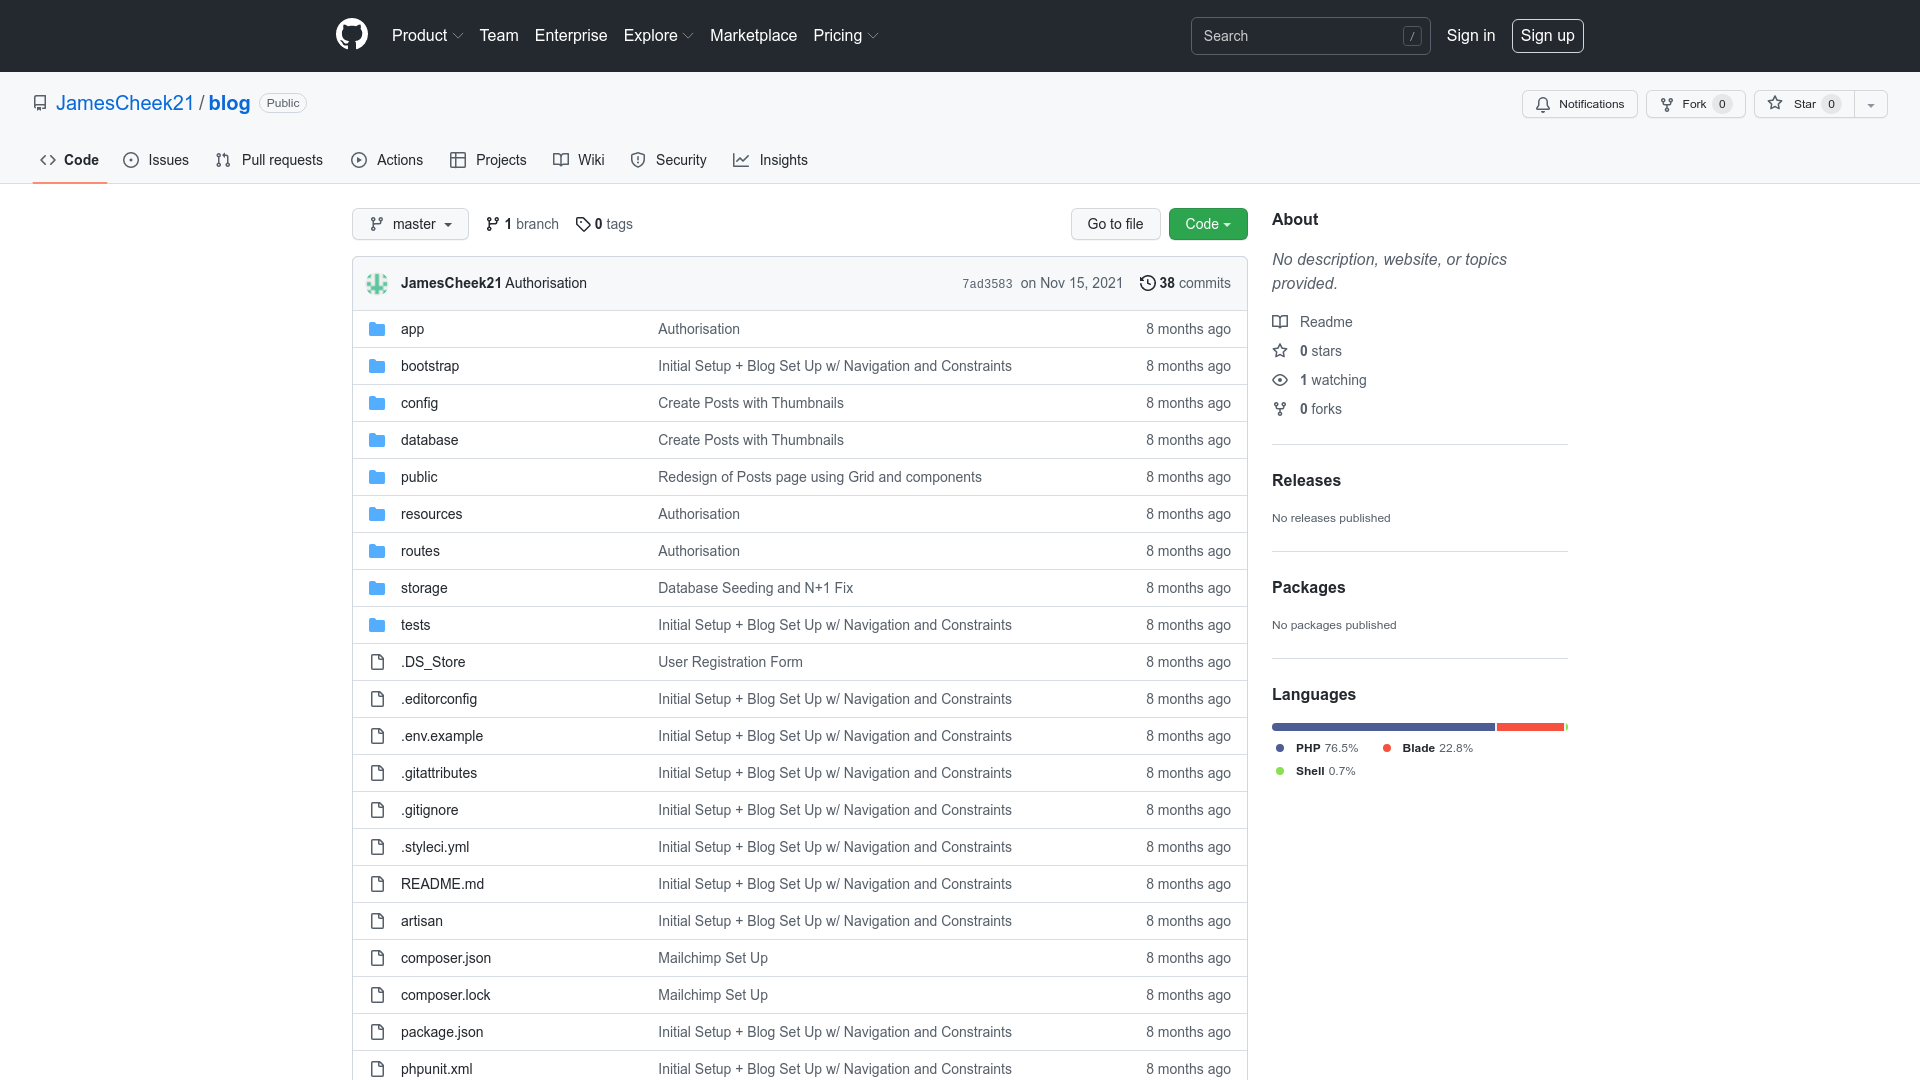 Product Team Enterprise Explore Marketplace Pricing Search / Sign in Sign up
JamesCheek21 / blog Public Notifications Fork 0 Star 0
Code Issues Pull requests Actions Projects Wiki Security Insights
master 1 branch 0 tags Go to file Code
JamesCheek21 Authorisation 7ad3583 on Nov 15, 2021 38 commits
app Authorisation 8 months ago
bootstrap Initial Setup + Blog Set Up w/ Navigation and Constraints 8 months ago
config Create Posts with Thumbnails 8 months ago
database Create Posts with Thumbnails 8 months ago
public Redesign of Posts page using Grid and components 8 months ago
resources Authorisation 8 months ago
routes Authorisation 8 months ago
storage Database Seeding and N+1 Fix 8 months ago
tests Initial Setup + Blog Set Up w/ Navigation and Constraints 8 months ago
.DS_Store User Registration Form 8 months ago
.editorconfig Initial Setup + Blog Set Up w/ Navigation and Constraints 8 months ago
.env.example Initial Setup + Blog Set Up w/ Navigation and Constraints 8 months ago
.gitattributes Initial Setup + Blog Set Up w/ Navigation and Constraints 8 months ago
.gitignore Initial Setup + Blog Set Up w/ Navigation and Constraints 8 months ago
.styleci.yml Initial Setup + Blog Set Up w/ Navigation and Constraints 8 months ago
README.md Initial Setup + Blog Set Up w/ Navigation and Constraints 8 months ago
artisan Initial Setup + Blog Set Up w/ Navigation and Constraints 8 months ago
composer.json Mailchimp Set Up 8 months ago
composer.lock Mailchimp Set Up 8 months ago
package.json Initial Setup + Blog Set Up w/ Navigation and Constraints 8 months ago
phpunit.xml Initial Setup + Blog Set Up w/ Navigation and Constraints 8 months ago
About
No description, website, or topics
provided.
Readme
0 stars
1 watching
0 forks
Releases
No releases published
Packages
No packages published
Languages
PHP 76.5% Blade 22.8%
Shell 0.7%